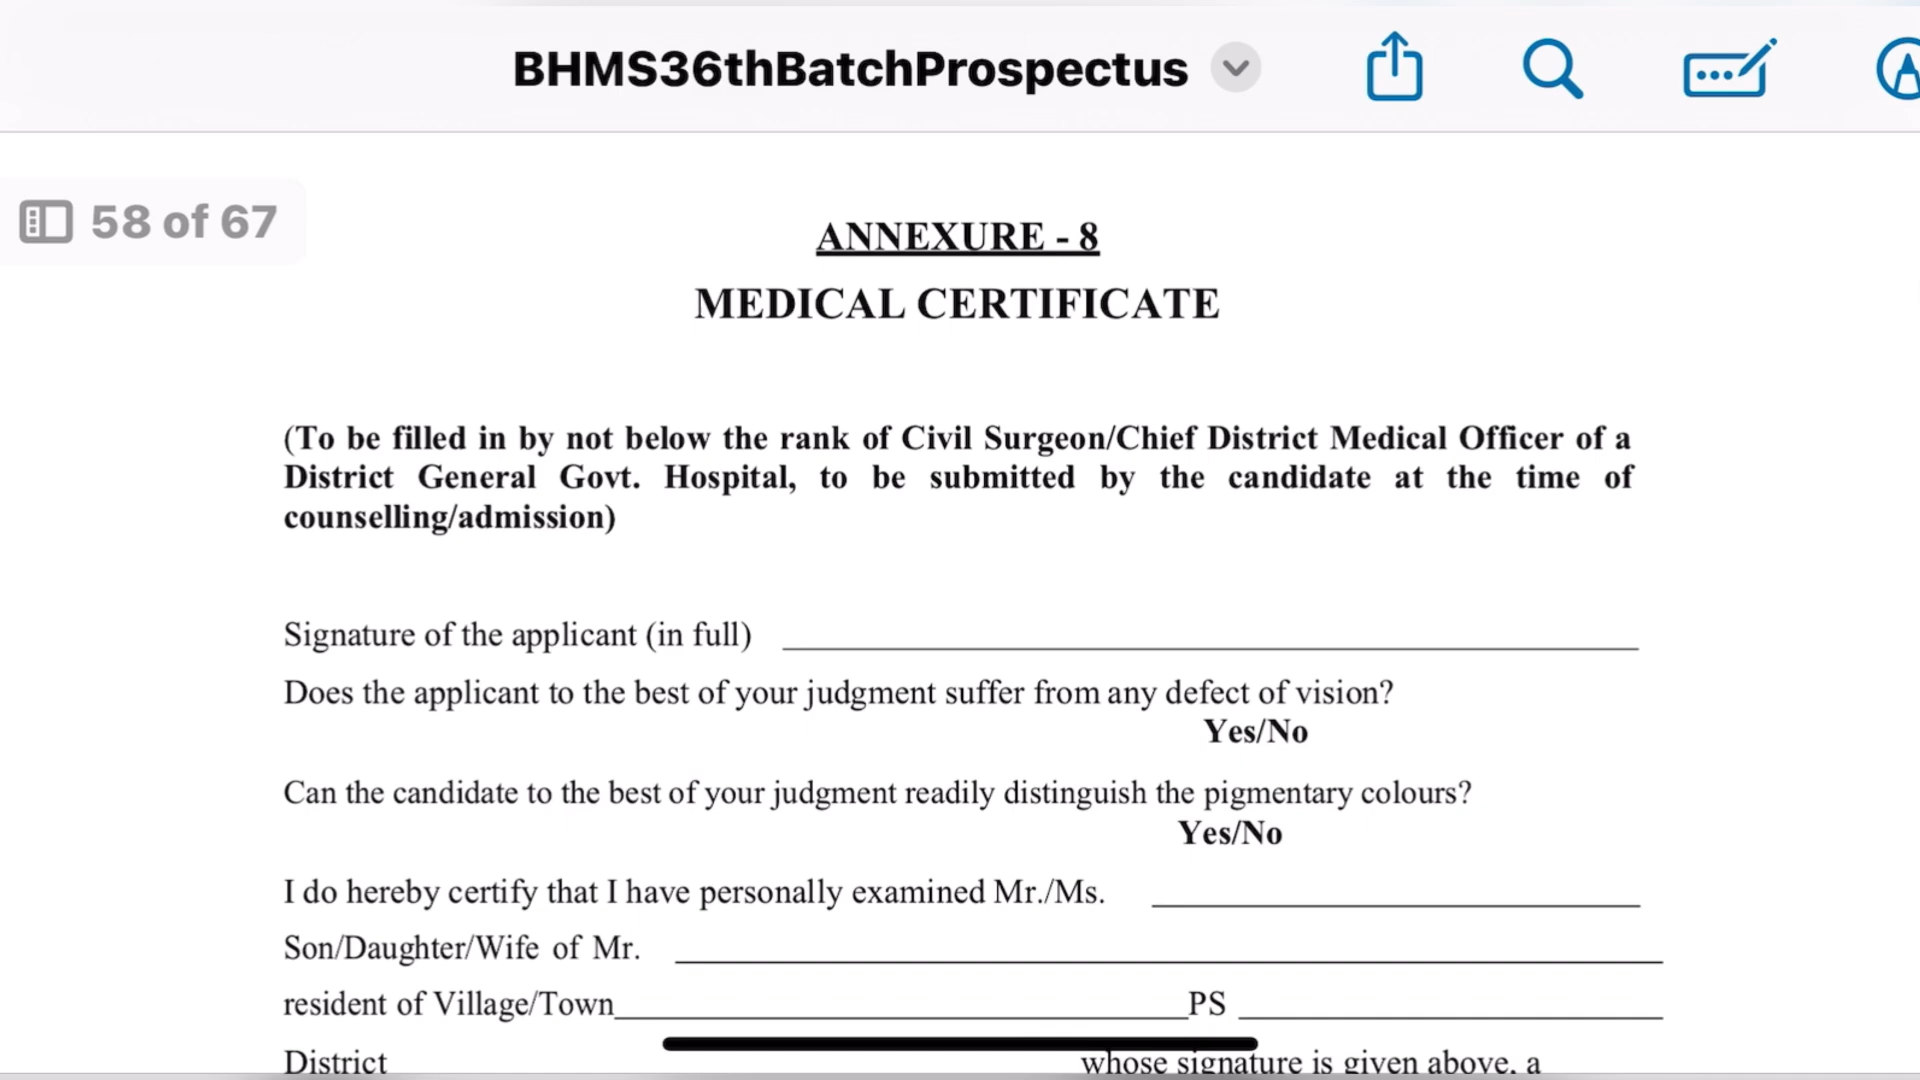 BHMS36thBatchProspectus
58 of 67
ANNEXURE - 8
MEDICAL CERTIFICATE
(To be filled in by not below the rank of Civil Surgeon/Chief District Medical Officer of a
District General Govt. Hospital, to be submitted by the candidate at the time of
counselling/admission)
Signature of the applicant (in full)
Does the applicant to the best of your judgment suffer from any defect of vision?
Yes/No
Can the candidate to the best of your judgment readily distinguish the pigmentary colours?
Yes/No
I do hereby certify that I have personally examined Mr./Ms.
Son/Daughter/Wife of Mr.
resident of Village/Town PS
District whose signature is given above, a